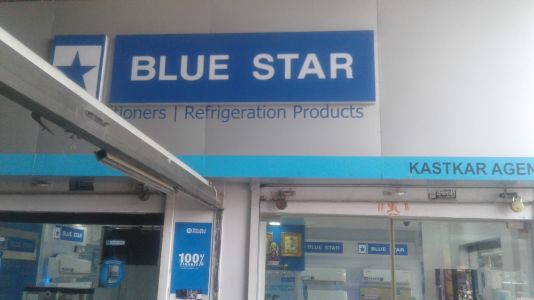 BLUE STAR
tioners | Refrigeration Products
KASTKAR AGEN
BLUE STAR
BLUE STAR
BLUE STAR
100%